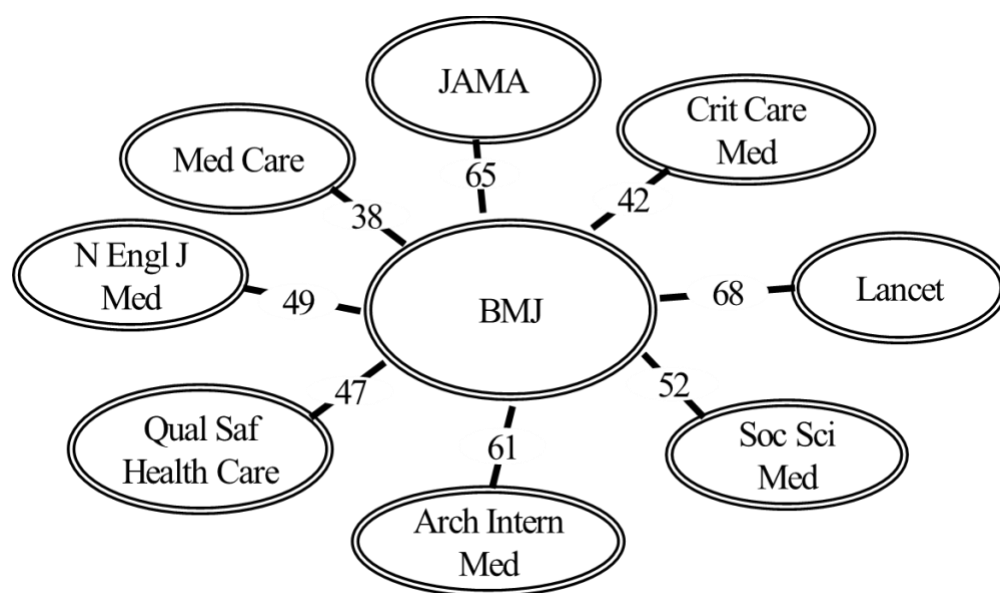 JAMA
Crit Care
Med
Med Care
65
42
38
N Engl J
Med
49
BMJ
68
Lancet
47
52
Qual Saf
Health Care
61
Soc Sci
Med
Arch Intern
Med